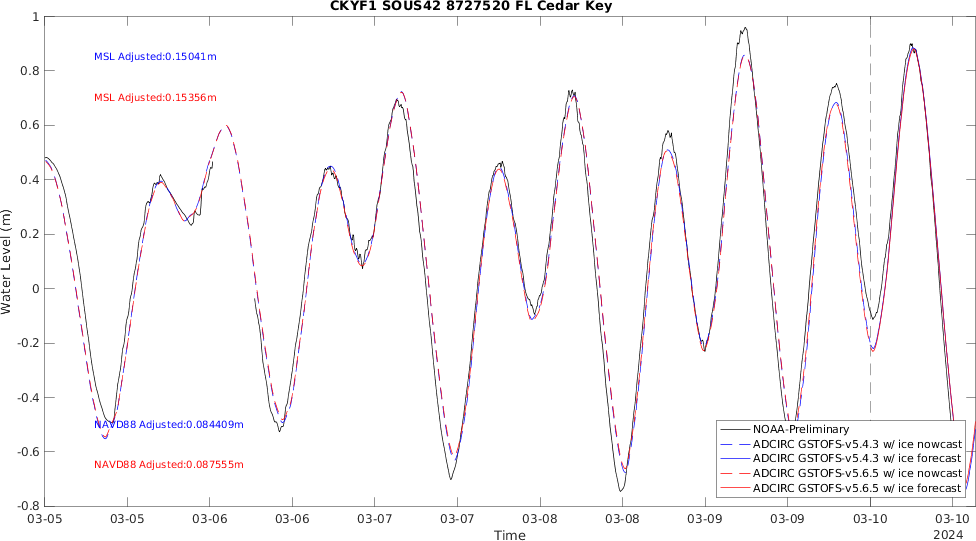 CKYF1 SOUS42 8727520 FL Cedar Key
1
0.8
0.6
0.4
0.2
0
-0.2
-0.4
-0.6
-0.8
Water Level (m)
MSL Adjusted:0.15041m
MSL Adjusted:0.15356m
NAVD88 Adjusted:0.084409m
NAVD88 Adjusted:0.087555m
NOAA-Preliminary
ADCIRC GSTOFS-v5.4.3 w/ ice nowcast
ADCIRC GSTOFS-v5.4.3 w/ ice forecast
ADCIRC GSTOFS-v5.6.5 w/ ice nowcast
ADCIRC GSTOFS-v5.6.5 w/ ice forecast
03-05 03-05 03-06 03-06 03-07 03-07 03-08 03-08 03-09 03-09 03-10 03-10
2024
Time